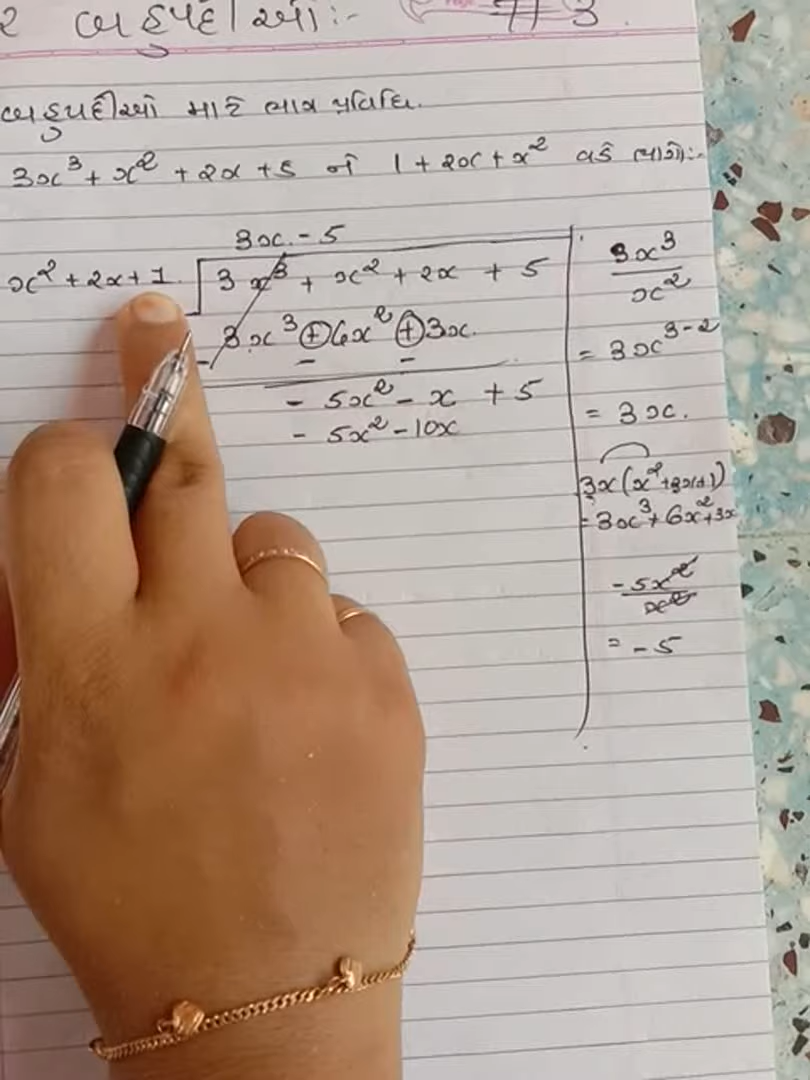 ૨ બહુપદીઓ :- # 3
બહુપદીઓ માટે ભાગ પ્રવિધિ.
3x³ + x² + 2x + 5 ને 1 + 2x + x² વડે ભાગો:-
3x - 5
x² + 2x + 1 3x³ + x² + 2x + 5
3x³ + 6x² + 3x
- - -
- 5x² - x + 5
- 5x² - 10x
3x³
x²
= 3x³⁻²
= 3x.
3x(x²+2x+1)
= 3x³ + 6x² + 3x
-5x²
x²
= -5